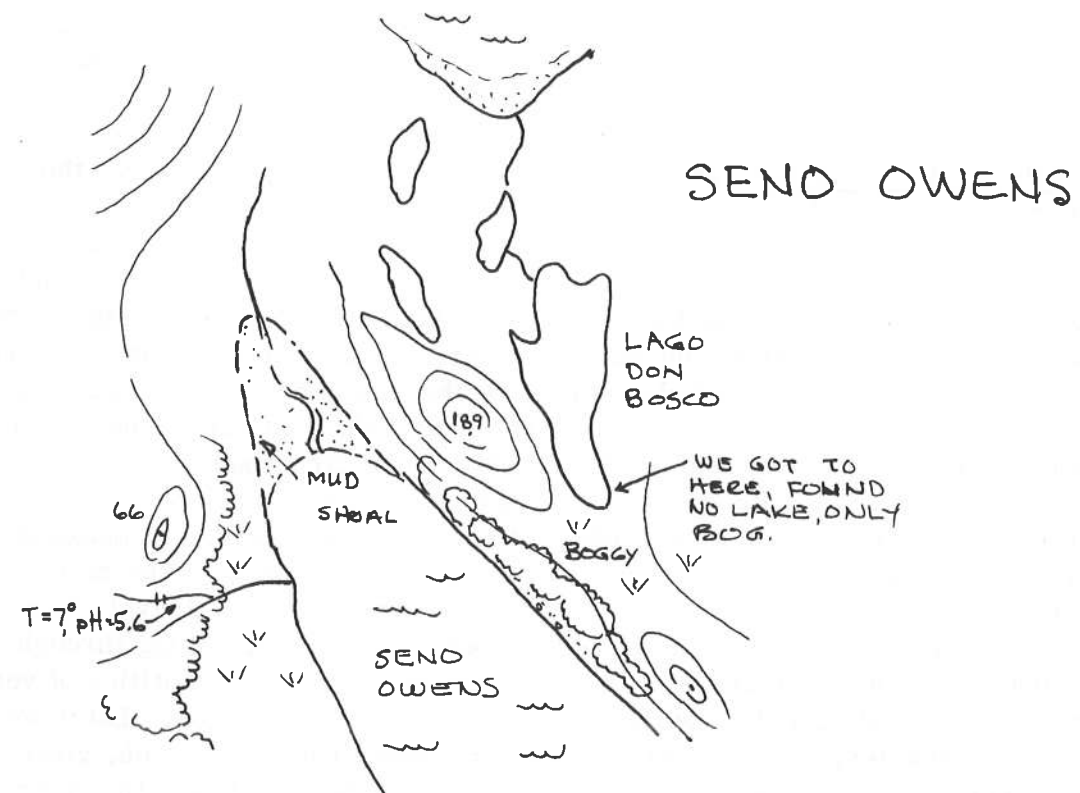 SENO OWENS
LAGO
DON
BOSCO
189
WE GOT TO
HERE, FOUND
NO LAKE, ONLY
BOG.
MUD
SHOAL
66
BOGGY
T=7°, pH=5.6
SENO
OWENS